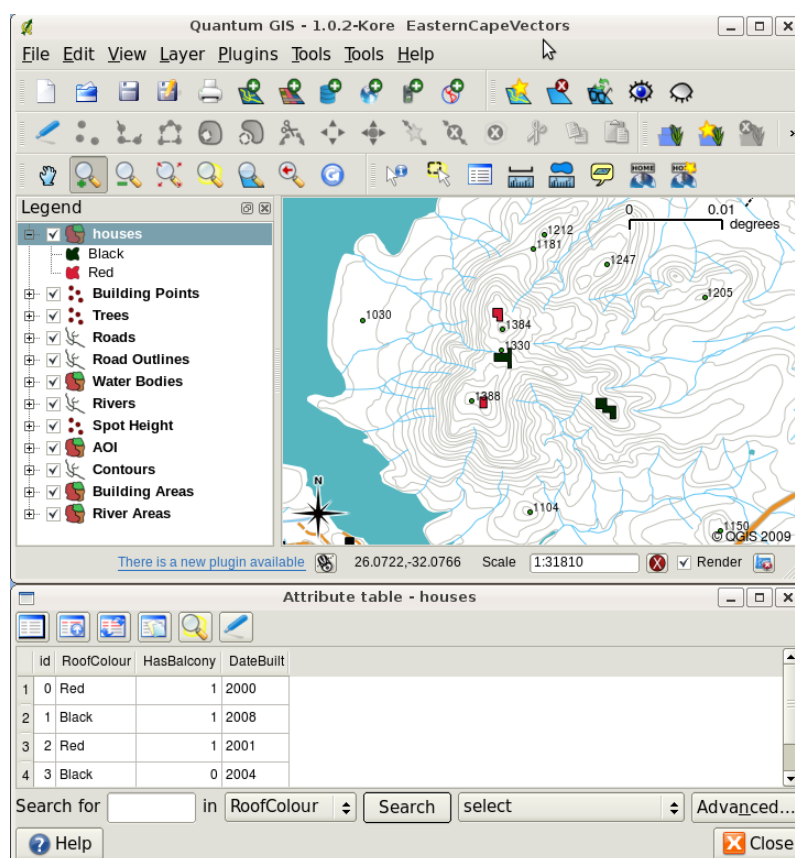 Quantum GIS - 1.0.2-Kore EasternCapeVectors
File Edit View Layer Plugins Tools Tools Help
Legend
houses
Black
Red
Building Points
Trees
Roads
Road Outlines
Water Bodies
Rivers
Spot Height
AOI
Contours
Building Areas
River Areas
0 0.01
degrees
1212
1181
1247
1205
1030
1384
1330
1388
1104
1150
N
© QGIS 2009
There is a new plugin available 26.0722,-32.0766 Scale 1:31810 Render
Attribute table - houses
id RoofColour HasBalcony DateBuilt
1 0 Red 1 2000
2 1 Black 1 2008
3 2 Red 1 2001
4 3 Black 0 2004
Search for in RoofColour Search select Advanced...
Help Close